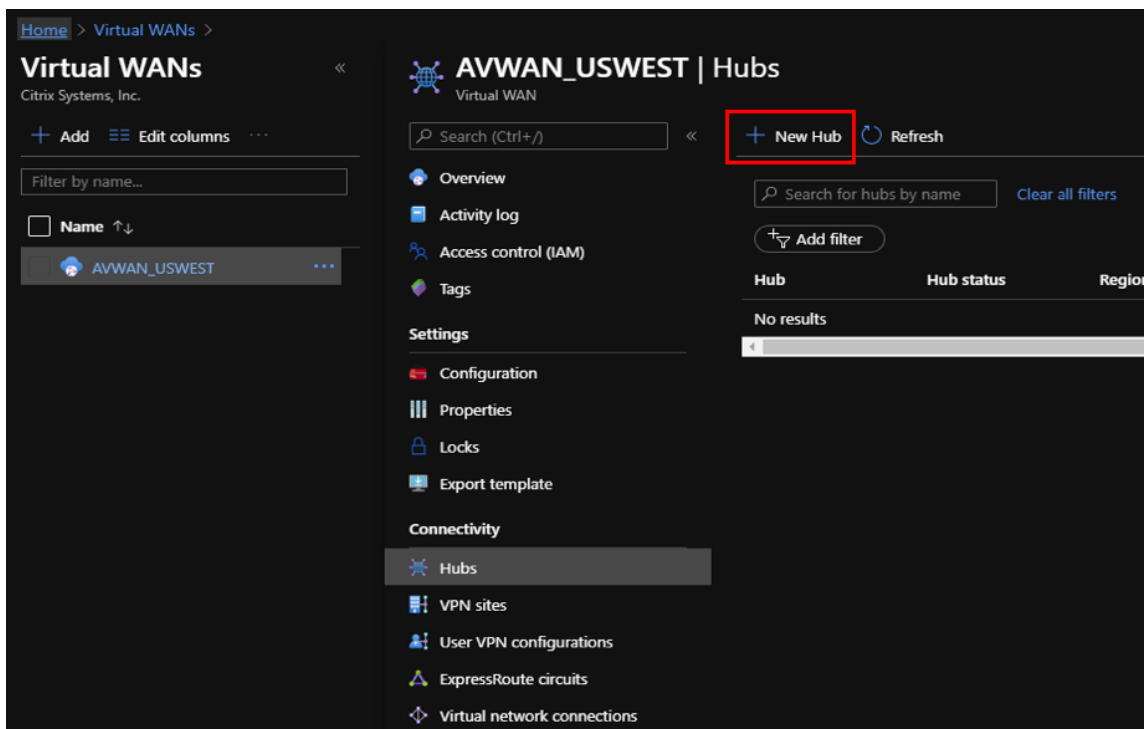 Home > Virtual WANs >
Virtual WANs «
Citrix Systems, Inc.
+ Add Edit columns ...
Filter by name...
Name ↑↓
AVWAN_USWEST ...
AVWAN_USWEST | Hubs
Virtual WAN
Search (Ctrl+/) «
Overview
Activity log
Access control (IAM)
Tags
Settings
Configuration
Properties
Locks
Export template
Connectivity
Hubs
VPN sites
User VPN configurations
ExpressRoute circuits
Virtual network connections
+ New Hub Refresh
Search for hubs by name Clear all filters
Add filter
Hub Hub status Region
No results